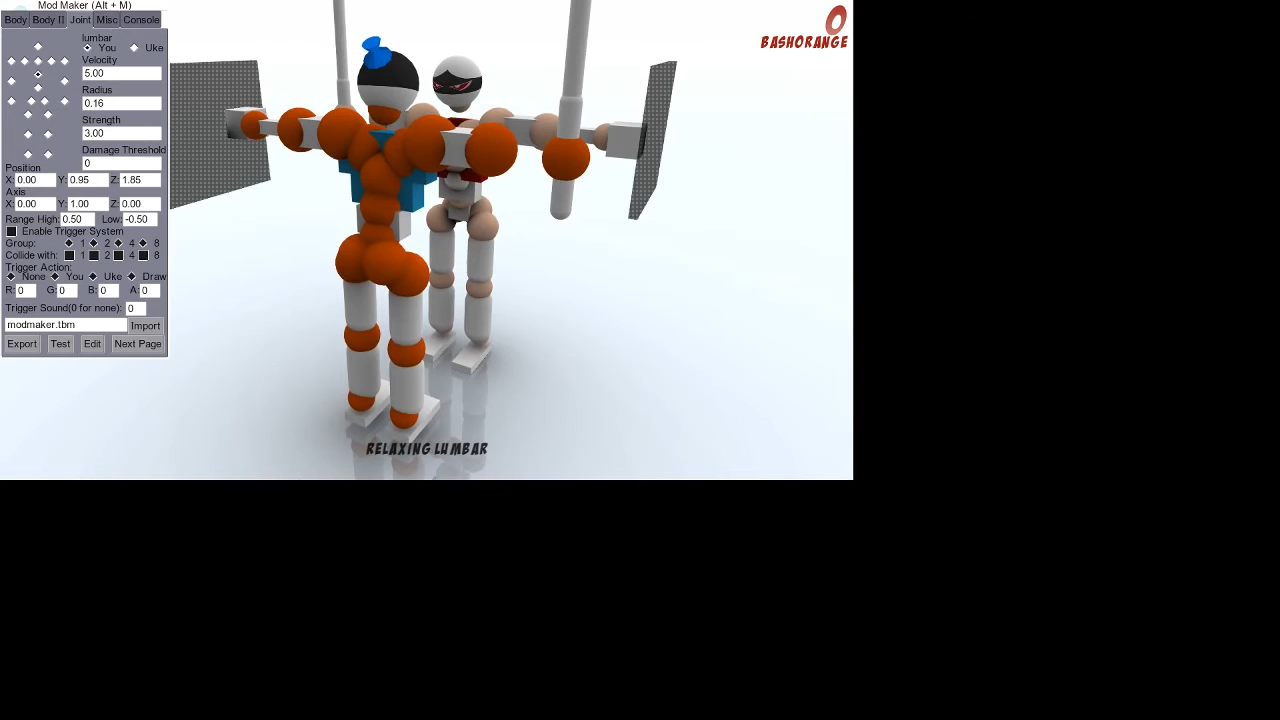 Mod Maker (Alt + M)
Body Body II Joint Misc Console
lumbar
You Uke
Velocity
5.00
Radius
0.16
Strength
3.00
Damage Threshold
0
Position
X: 0.00 Y: 0.95 Z: 1.85
Axis
X: 0.00 Y: 1.00 Z: 0.00
Range High: 0.50 Low: -0.50
Enable Trigger System
Group: 1 2 4 8
Collide with: 1 2 4 8
Trigger Action:
None You Uke Draw
R: 0 G: 0 B: 0 A: 0
Trigger Sound(0 for none): 0
modmaker.tbm Import
Export Test Edit Next Page
0
BASHORANGE
RELAXING LUMBAR